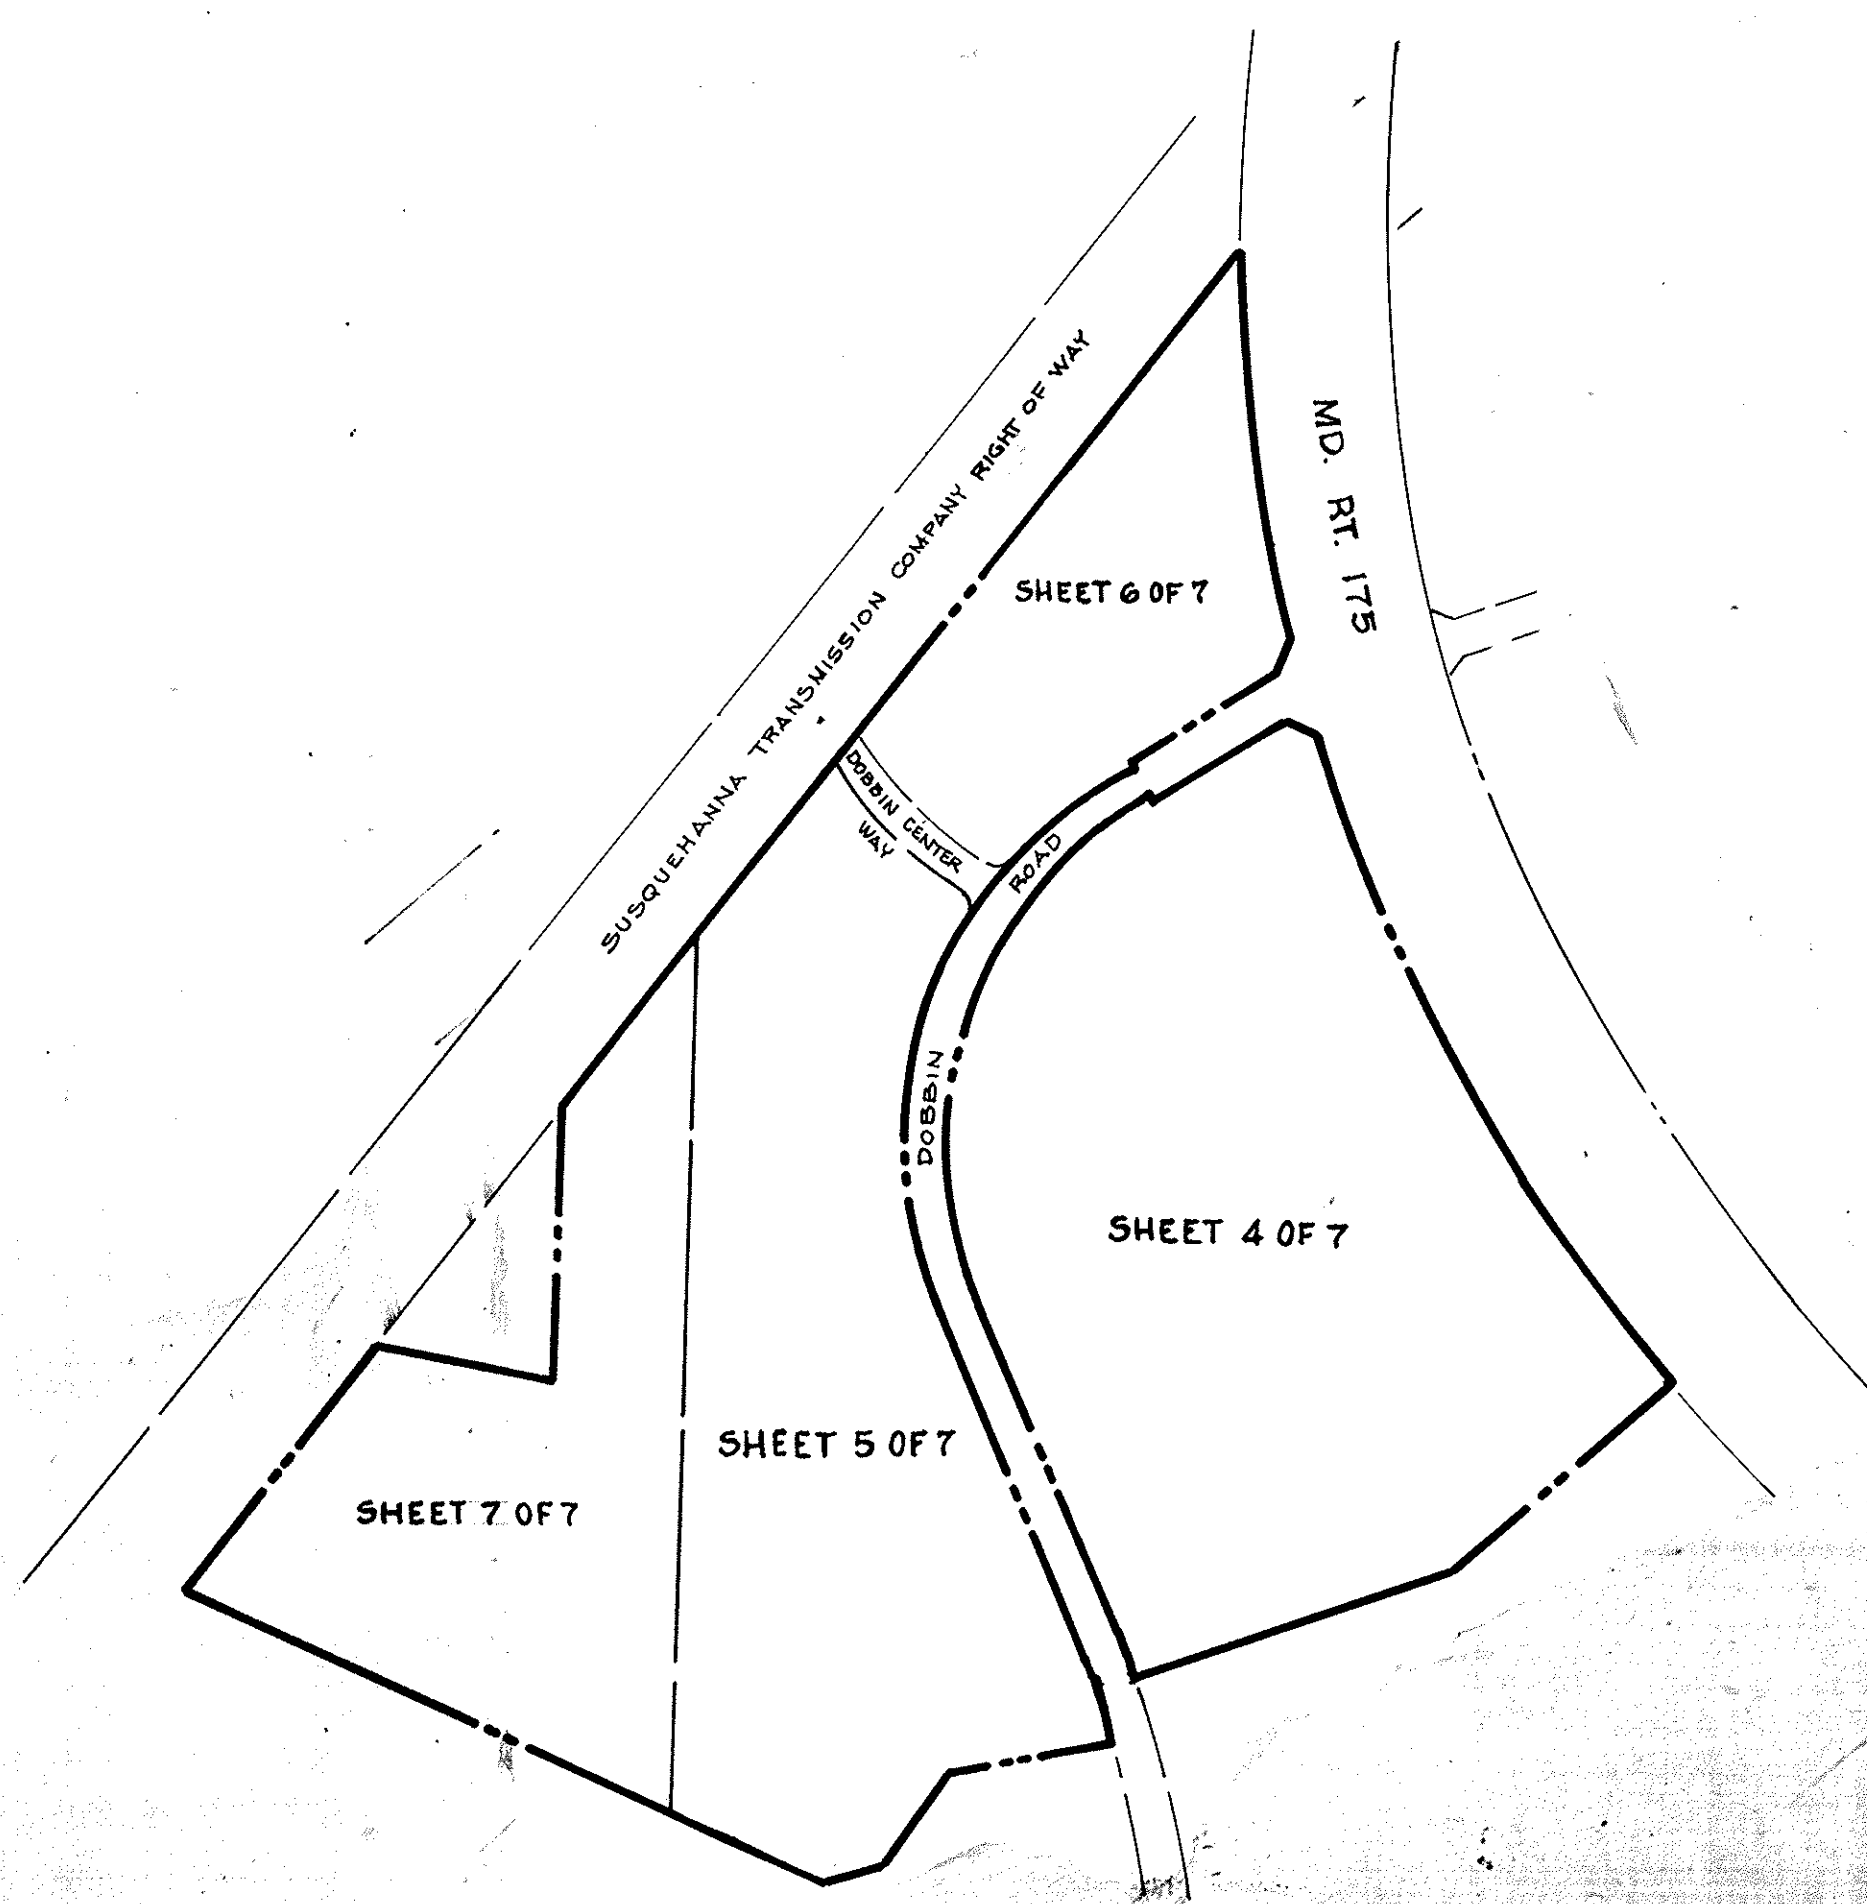 SUSQUEHANNA TRANSMISSION COMPANY RIGHT OF WAY
MD. RT. 175
SHEET 6 OF 7
DOBBIN CENTER
WAY
DOBBIN ROAD
SHEET 4 OF 7
SHEET 5 OF 7
SHEET 7 OF 7